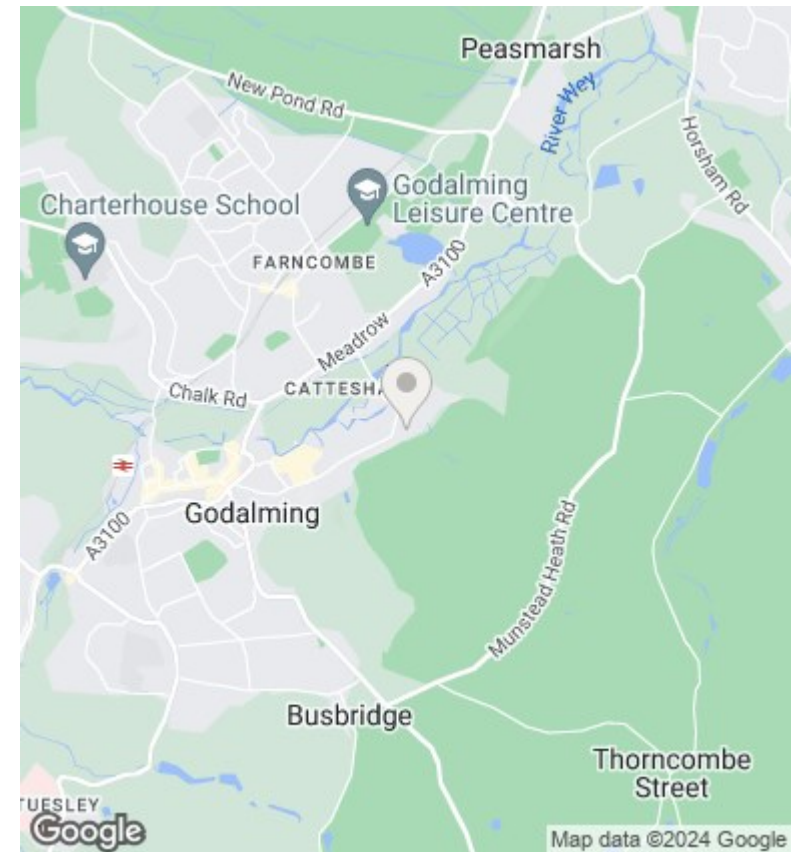 Peasmarsh
New Pond Rd
River Wey
Horsham Rd
Charterhouse School
Godalming
Leisure Centre
FARNCOMBE
A3100
Meadrow
Chalk Rd
CATTESHA
Godalming
A3100
Munstead Heath Rd
Busbridge
Thorncombe
Street
TUESLEY
Google
Map data ©2024 Google